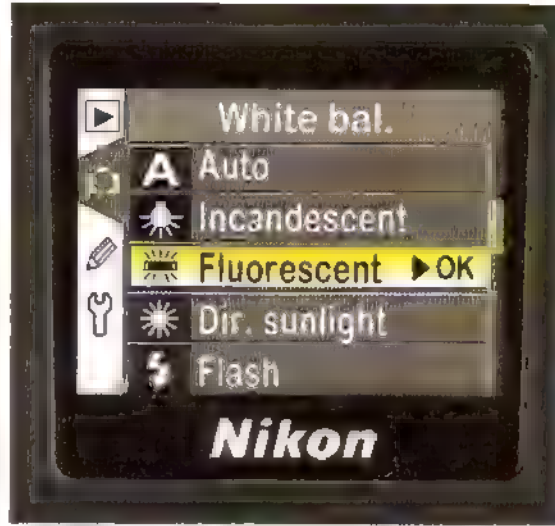 White bal.
A Auto
Incandescent
Fluorescent ▶OK
Dir. sunlight
Flash
Nikon